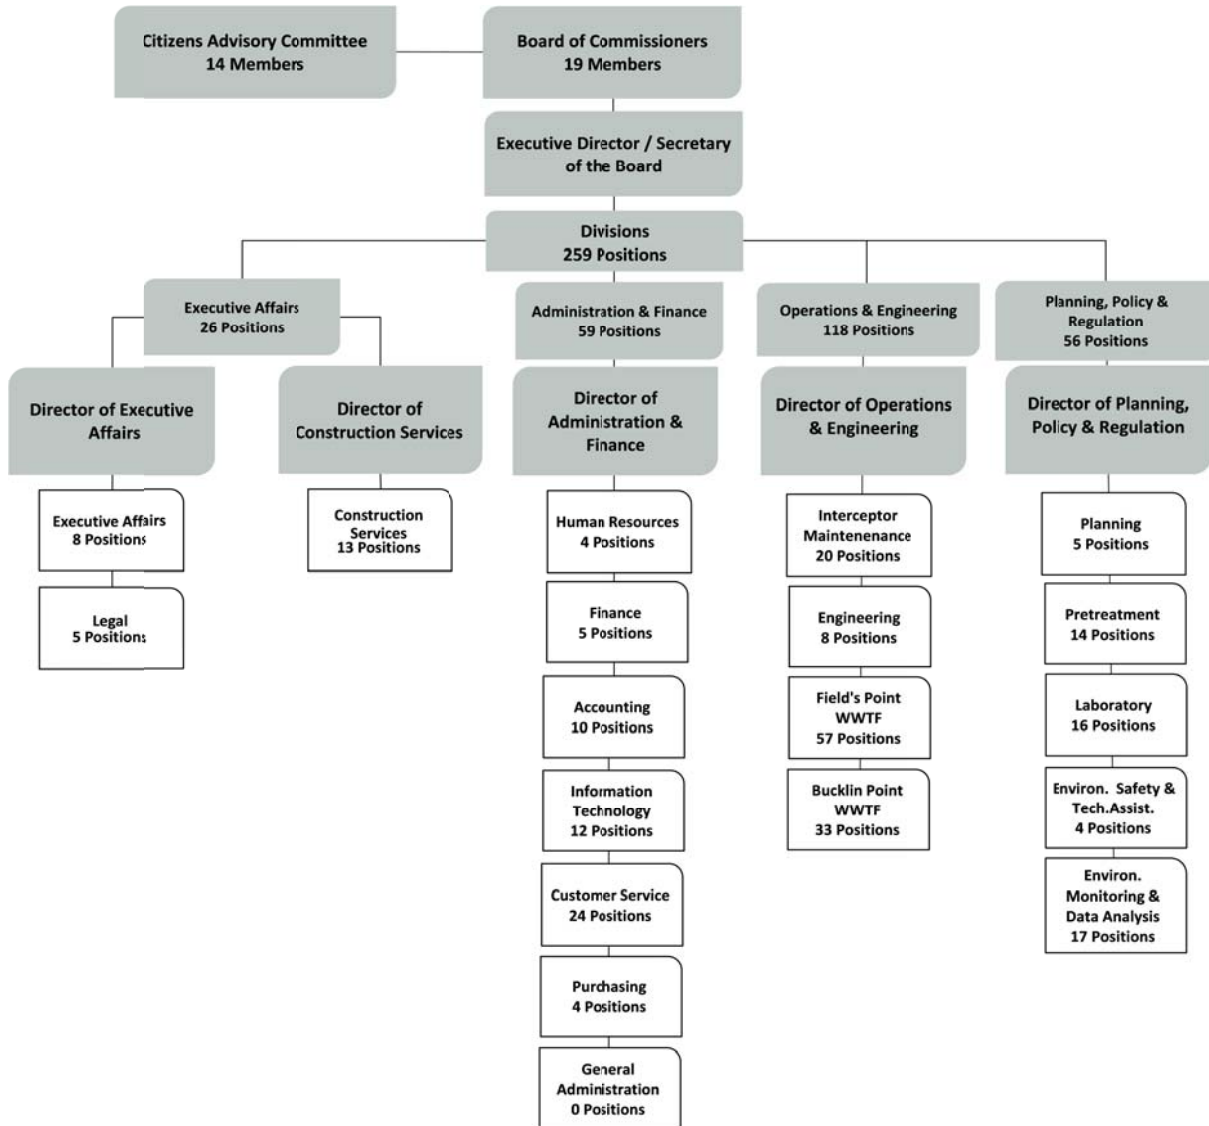 Citizens Advisory Committee
14 Members
Board of Commissioners
19 Members
Executive Director / Secretary
of the Board
Divisions
259 Positions
Executive Affairs
26 Positions
Administration & Finance
59 Positions
Operations & Engineering
118 Positions
Planning, Policy &
Regulation
56 Positions
Director of Executive
Affairs
Director of
Construction Services
Director of
Administration &
Finance
Director of Operations
& Engineering
Director of Planning,
Policy & Regulation
Executive Affairs
8 Positions
Legal
5 Positions
Construction
Services
13 Positions
Human Resources
4 Positions
Finance
5 Positions
Accounting
10 Positions
Information
Technology
12 Positions
Customer Service
24 Positions
Purchasing
4 Positions
General
Administration
0 Positions
Interceptor
Maintenenance
20 Positions
Engineering
8 Positions
Field's Point
WWTF
57 Positions
Bucklin Point
WWTF
33 Positions
Planning
5 Positions
Pretreatment
14 Positions
Laboratory
16 Positions
Environ. Safety &
Tech.Assist.
4 Positions
Environ.
Monitoring &
Data Analysis
17 Positions